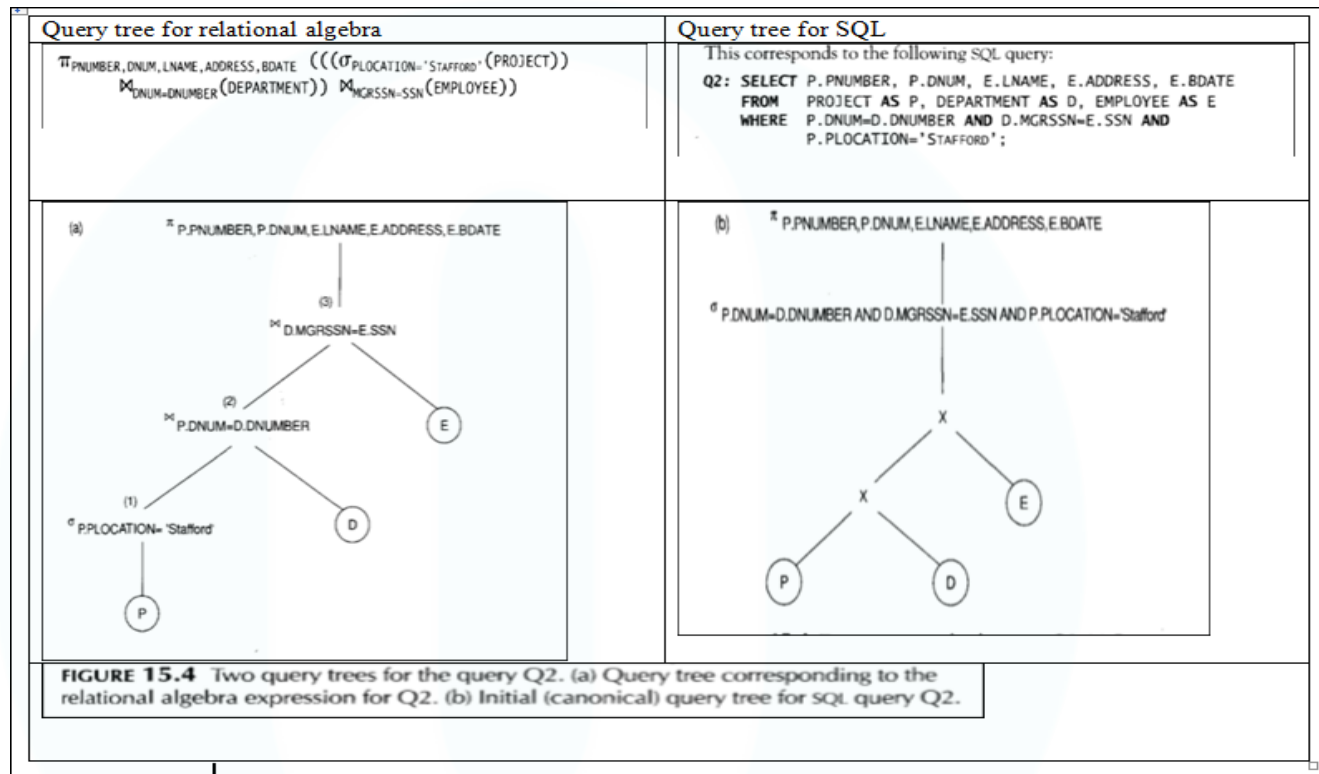 Query tree for relational algebra
Query tree for SQL
πPNUMBER,DNUM,LNAME,ADDRESS,BDATE (((σPLOCATION='STAFFORD'(PROJECT))
⋈DNUM=DNUMBER(DEPARTMENT)) ⋈MGRSSN=SSN(EMPLOYEE))
This corresponds to the following SQL query:
Q2: SELECT P.PNUMBER, P.DNUM, E.LNAME, E.ADDRESS, E.BDATE
FROM PROJECT AS P, DEPARTMENT AS D, EMPLOYEE AS E
WHERE P.DNUM=D.DNUMBER AND D.MGRSSN=E.SSN AND
P.PLOCATION='STAFFORD';
(a)
π P.PNUMBER,P.DNUM,E.LNAME,E.ADDRESS,E.BDATE
(3)
⋈ D.MGRSSN=E.SSN
(2)
⋈ P.DNUM=D.DNUMBER
E
(1)
σ P.PLOCATION= 'Stafford'
D
P
(b)
π P.PNUMBER,P.DNUM,E.LNAME,E.ADDRESS,E.BDATE
σ P.DNUM=D.DNUMBER AND D.MGRSSN=E.SSN AND P.PLOCATION='Stafford'
X
X
E
P
D
FIGURE 15.4 Two query trees for the query Q2. (a) Query tree corresponding to the
relational algebra expression for Q2. (b) Initial (canonical) query tree for SQL query Q2.